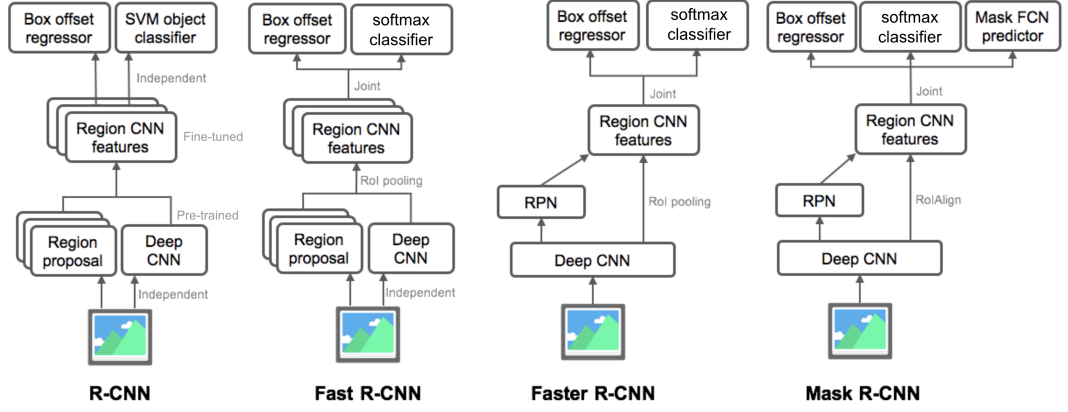 Box offset
regressor
SVM object
classifier
Independent
Region CNN
features
Fine-tuned
Pre-trained
Region
proposal
Deep
CNN
Independent
R-CNN
Box offset
regressor
softmax
classifier
Joint
Region CNN
features
RoI pooling
Region
proposal
Deep
CNN
Independent
Fast R-CNN
Box offset
regressor
softmax
classifier
Joint
Region CNN
features
RPN
RoI pooling
Deep CNN
Faster R-CNN
Box offset
regressor
softmax
classifier
Mask FCN
predictor
Joint
Region CNN
features
RPN
RoIAlign
Deep CNN
Mask R-CNN